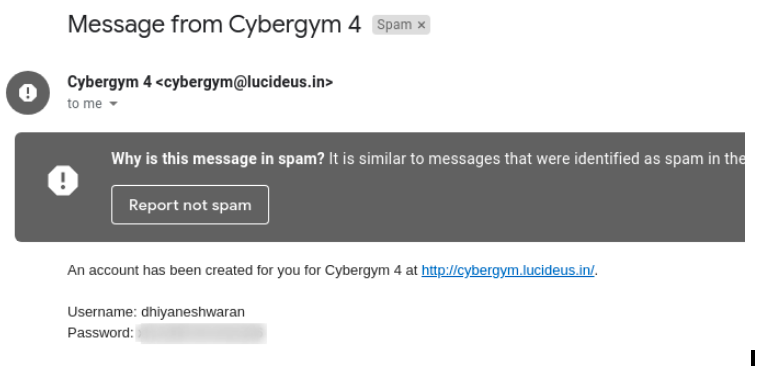 Message from Cybergym 4 Spam ×
Cybergym 4 <cybergym@lucideus.in>
to me
Why is this message in spam? It is similar to messages that were identified as spam in the
Report not spam
An account has been created for you for Cybergym 4 at http://cybergym.lucideus.in/.
Username: dhiyaneshwaran
Password: